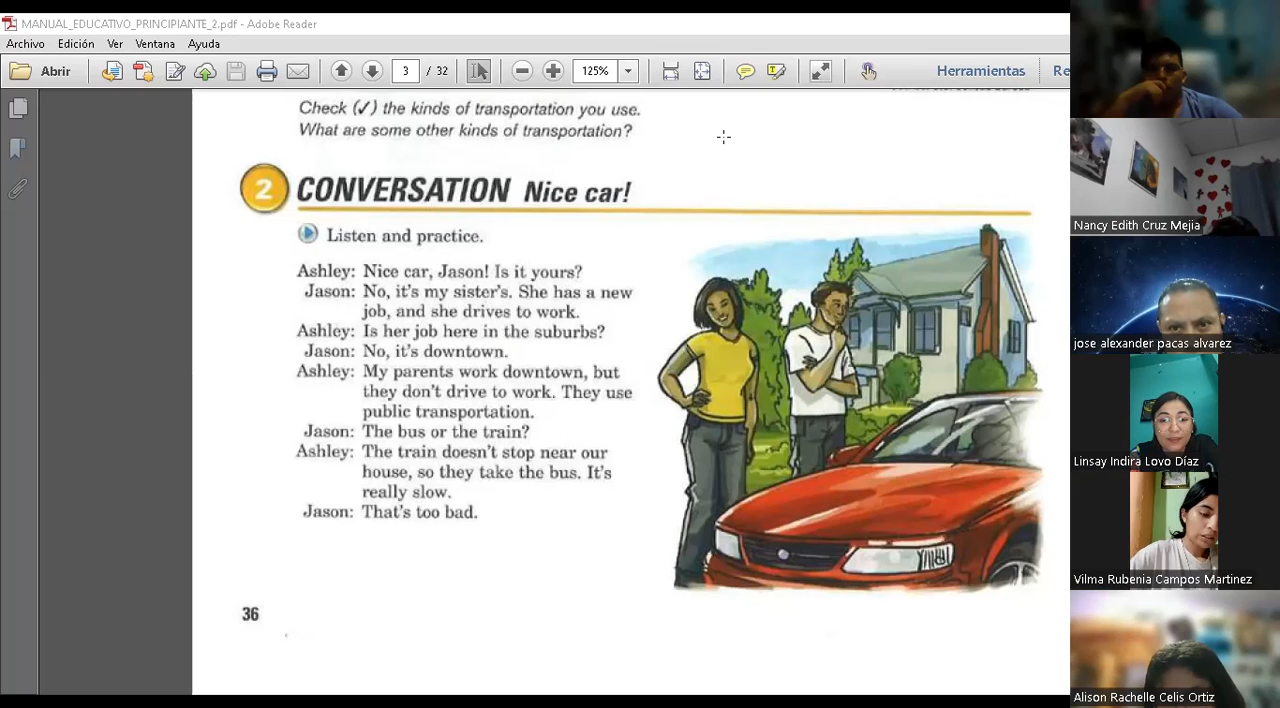 MANUAL_EDUCATIVO_PRINCIPIANTE_2.pdf - Adobe Reader
Archivo Edición Ver Ventana Ayuda
Abrir 3 / 32 125% Herramientas
Check (✓) the kinds of transportation you use.
What are some other kinds of transportation?
2 CONVERSATION Nice car!
Listen and practice.
Ashley: Nice car, Jason! Is it yours?
Jason: No, it's my sister's. She has a new
job, and she drives to work.
Ashley: Is her job here in the suburbs?
Jason: No, it's downtown.
Ashley: My parents work downtown, but
they don't drive to work. They use
public transportation.
Jason: The bus or the train?
Ashley: The train doesn't stop near our
house, so they take the bus. It's
really slow.
Jason: That's too bad.
36
Nancy Edith Cruz Mejia
jose alexander pacas alvarez
Linsay Indira Lovo Díaz
Vilma Rubenia Campos Martinez
Alison Rachelle Celis Ortiz